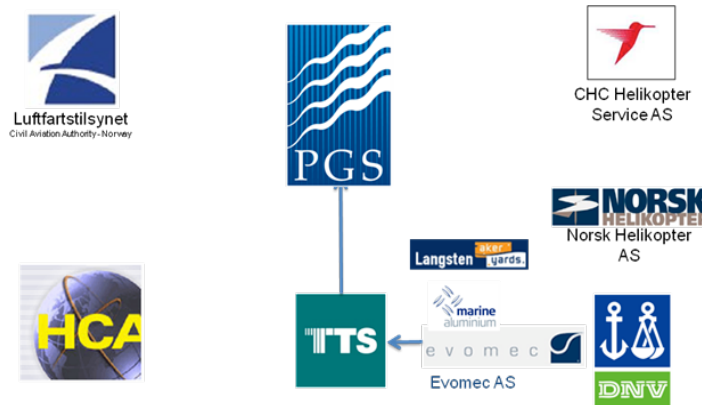 Luftfartstilsynet
Civil Aviation Authority - Norway
PGS
CHC Helikopter
Service AS
NORSK
HELIKOPTER
Norsk Helikopter
AS
Langsten aker yards.
marine
aluminium
HCA
TTS
evomec
Evomec AS
DNV